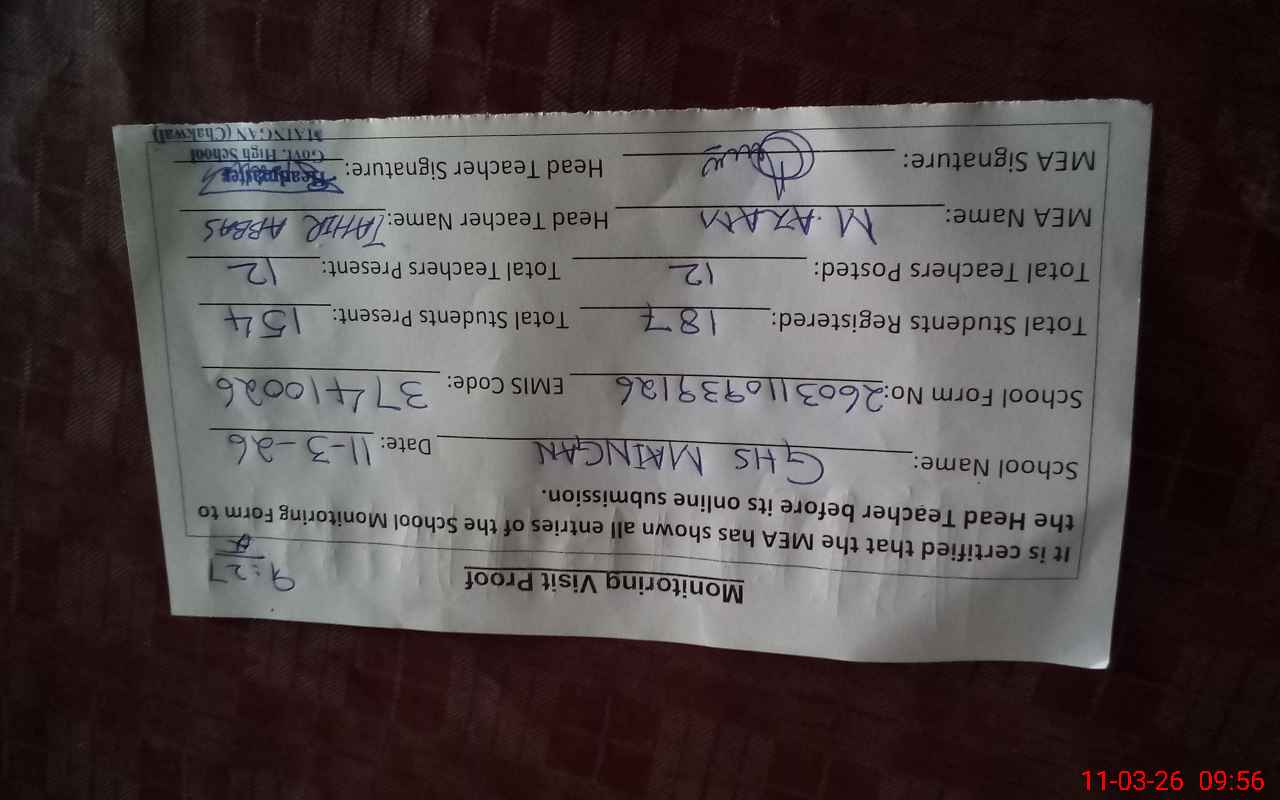 Monitoring Visit Proof
9:27
It is certified that the MEA has shown all entries of the School Monitoring Form to
the Head Teacher before its online submission.
School Name: GHS MAINGAN Date: 11-3-26
School Form No: 2603110939126 EMIS Code: 37410026
Total Students Registered: 187 Total Students Present: 154
Total Teachers Posted: 12 Total Teachers Present: 12
MEA Name: M. AZAM Head Teacher Name: TAHIR ABBAS
MEA Signature: Head Teacher Signature:
Headmaster
Govt. High School
MAINGAN (Chakwal)
11-03-26 09:56